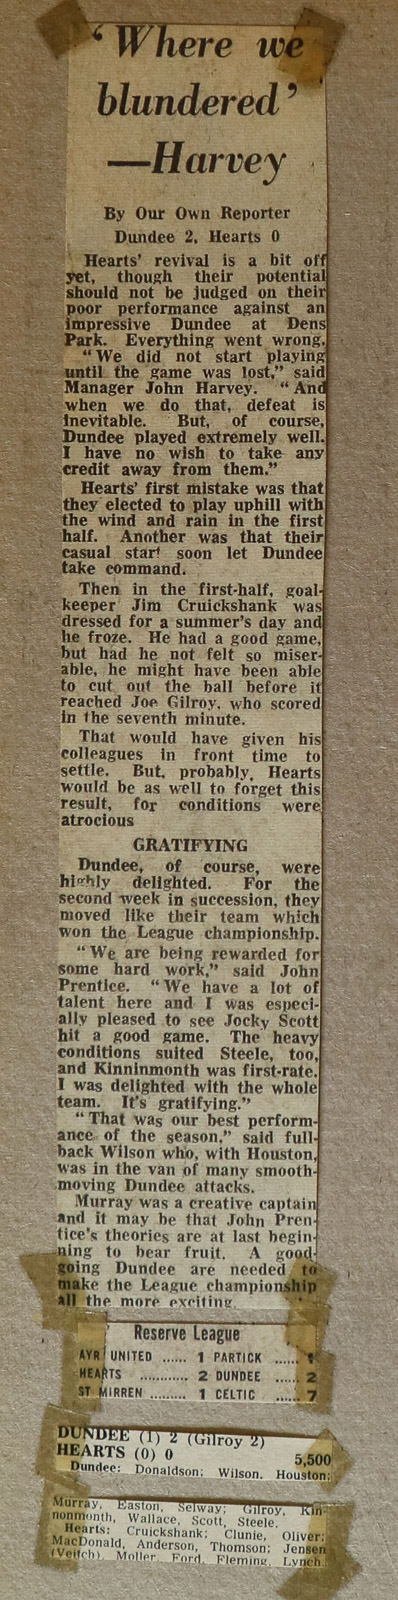 ‘Where we
blundered’
—Harvey
By Our Own Reporter
Dundee 2, Hearts 0
Hearts’ revival is a bit off
yet, though their potential
should not be judged on their
poor performance against an
impressive Dundee at Dens
Park. Everything went wrong.
“We did not start playing
until the game was lost,” said
Manager John Harvey. “And
when we do that, defeat is
inevitable. But, of course,
Dundee played extremely well.
I have no wish to take any
credit away from them.”
Hearts’ first mistake was that
they elected to play uphill with
the wind and rain in the first
half. Another was that their
casual start soon let Dundee
take command.
Then in the first-half, goal-
keeper Jim Cruickshank was
dressed for a summer’s day and
he froze. He had a good game,
but had he not felt so miser-
able, he might have been able
to cut out the ball before it
reached Joe Gilroy, who scored
in the seventh minute.
That would have given his
colleagues in front time to
settle. But, probably, Hearts
would be as well to forget this
result, for conditions were
atrocious
GRATIFYING
Dundee, of course, were
highly delighted. For the
second week in succession, they
moved like their team which
won the League championship.
“We are being rewarded for
some hard work,” said John
Prentice. “We have a lot of
talent here and I was especi-
ally pleased to see Jocky Scott
hit a good game. The heavy
conditions suited Steele, too,
and Kinninmonth was first-rate.
I was delighted with the whole
team. It’s gratifying.”
“That was our best perform-
ance of the season,” said full-
back Wilson who, with Houston,
was in the van of many smooth-
moving Dundee attacks.
Murray was a creative captain
and it may be that John Pren-
tice’s theories are at last begin-
ning to bear fruit. A good-
going Dundee are needed to
make the League championship
all the more exciting.
Reserve League
AYR UNITED ...... 1 PARTICK ...... 1
HEARTS ...... 2 DUNDEE ...... 2
ST MIRREN ......... 1 CELTIC ...... 7
DUNDEE (1) 2 (Gilroy 2)
HEARTS (0) 0 5,500
Dundee: Donaldson; Wilson, Houston;
Murray, Easton, Selway; Gilroy, Kin-
nonmonth, Wallace, Scott, Steele.
Hearts: Cruickshank; Clunie, Oliver;
MacDonald, Anderson, Thomson; Jensen
(Veitch), Moller, Ford, Fleming, Lynch.